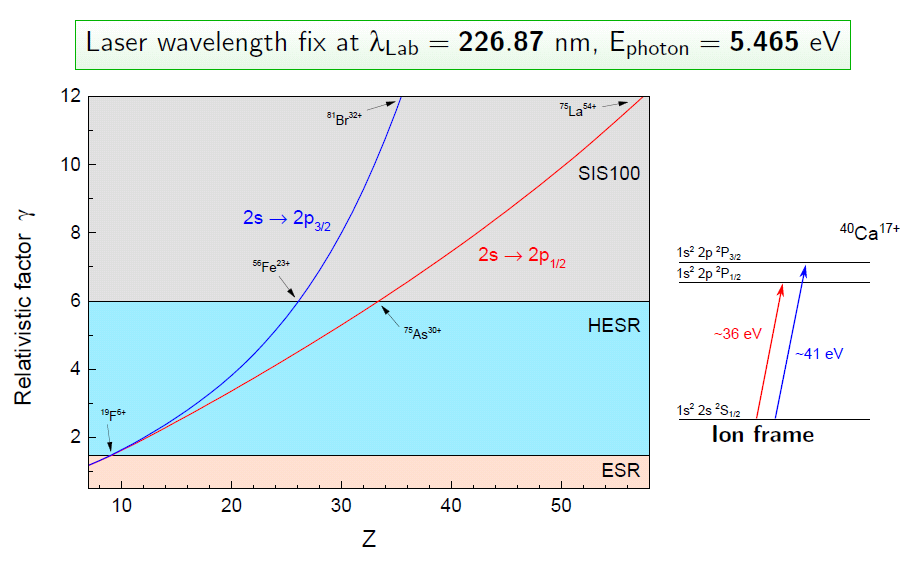 Laser wavelength fix at λLab = 226.87 nm, Ephoton = 5.465 eV
Relativistic factor γ
12
10
8
6
4
2
81Br32+
75La54+
SIS100
2s → 2p3/2
2s → 2p1/2
56Fe23+
HESR
75As30+
19F6+
ESR
10
20
30
40
50
Z
40Ca17+
1s2 2p 2P3/2
1s2 2p 2P1/2
~36 eV
~41 eV
1s2 2s 2S1/2
Ion frame